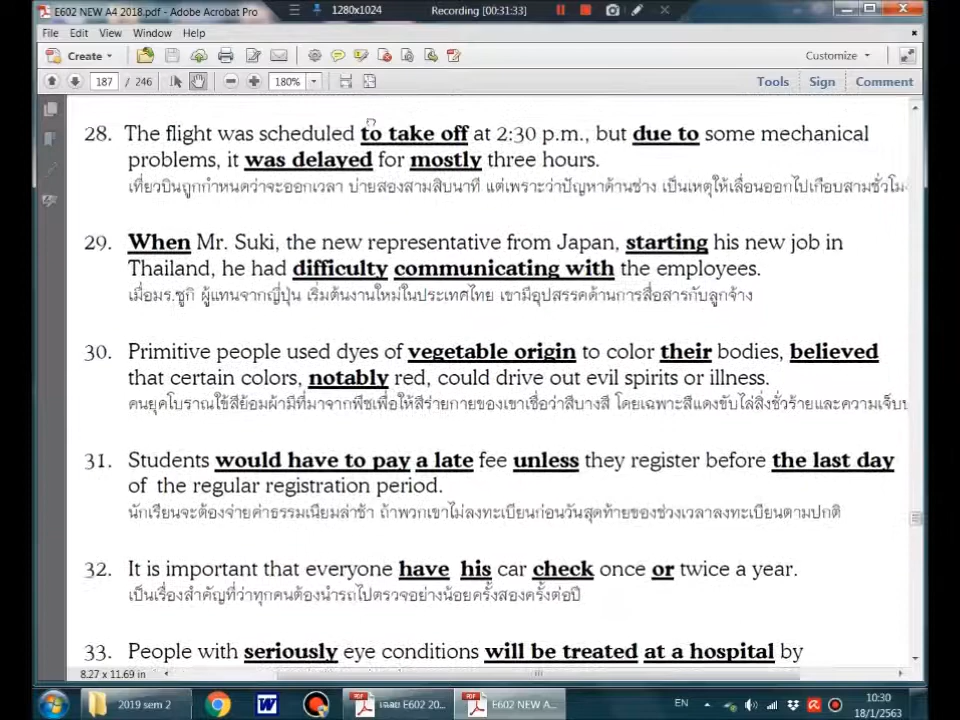 E602 NEW A4 2018.pdf - Adobe Acrobat Pro
1280x1024
Recording [00:31:33]
File Edit View Window Help
Create
Customize
187 / 246
180%
Tools Sign Comment
28. The flight was scheduled to take off at 2:30 p.m., but due to some mechanical
problems, it was delayed for mostly three hours.
เที่ยวบินถูกกำหนดว่าจะออกเวลา บ่ายสองสามสิบนาที แต่เพราะว่าปัญหาด้านช่าง เป็นเหตุให้เลื่อนออกไปเกือบสามชั่วโม
29. When Mr. Suki, the new representative from Japan, starting his new job in
Thailand, he had difficulty communicating with the employees.
เมื่อมร.ซูกิ ผู้แทนจากญี่ปุ่น เริ่มต้นงานใหม่ในประเทศไทย เขามีอุปสรรคด้านการสื่อสารกับลูกจ้าง
30. Primitive people used dyes of vegetable origin to color their bodies, believed
that certain colors, notably red, could drive out evil spirits or illness.
คนยุคโบราณใช้สีย้อมผ้ามีที่มาจากพืชเพื่อให้สีร่ายกายของเขาเชื่อว่าสีบางสี โดยเฉพาะสีแดงขับไล่สิ่งชั่วร้ายและความเจ็บป
31. Students would have to pay a late fee unless they register before the last day
of the regular registration period.
นักเรียนจะต้องจ่ายค่าธรรมเนียมล่าช้า ถ้าพวกเขาไม่ลงทะเบียนก่อนวันสุดท้ายของช่วงเวลาลงทะเบียนตามปกติ
32. It is important that everyone have his car check once or twice a year.
เป็นเรื่องสำคัญที่ว่าทุกคนต้องนำรถไปตรวจอย่างน้อยครั้งสองครั้งต่อปี
33. People with seriously eye conditions will be treated at a hospital by
8.27 x 11.69 in
2019 sem 2
เฉลย E602 20...
E602 NEW A...
EN
10:30
18/1/2563